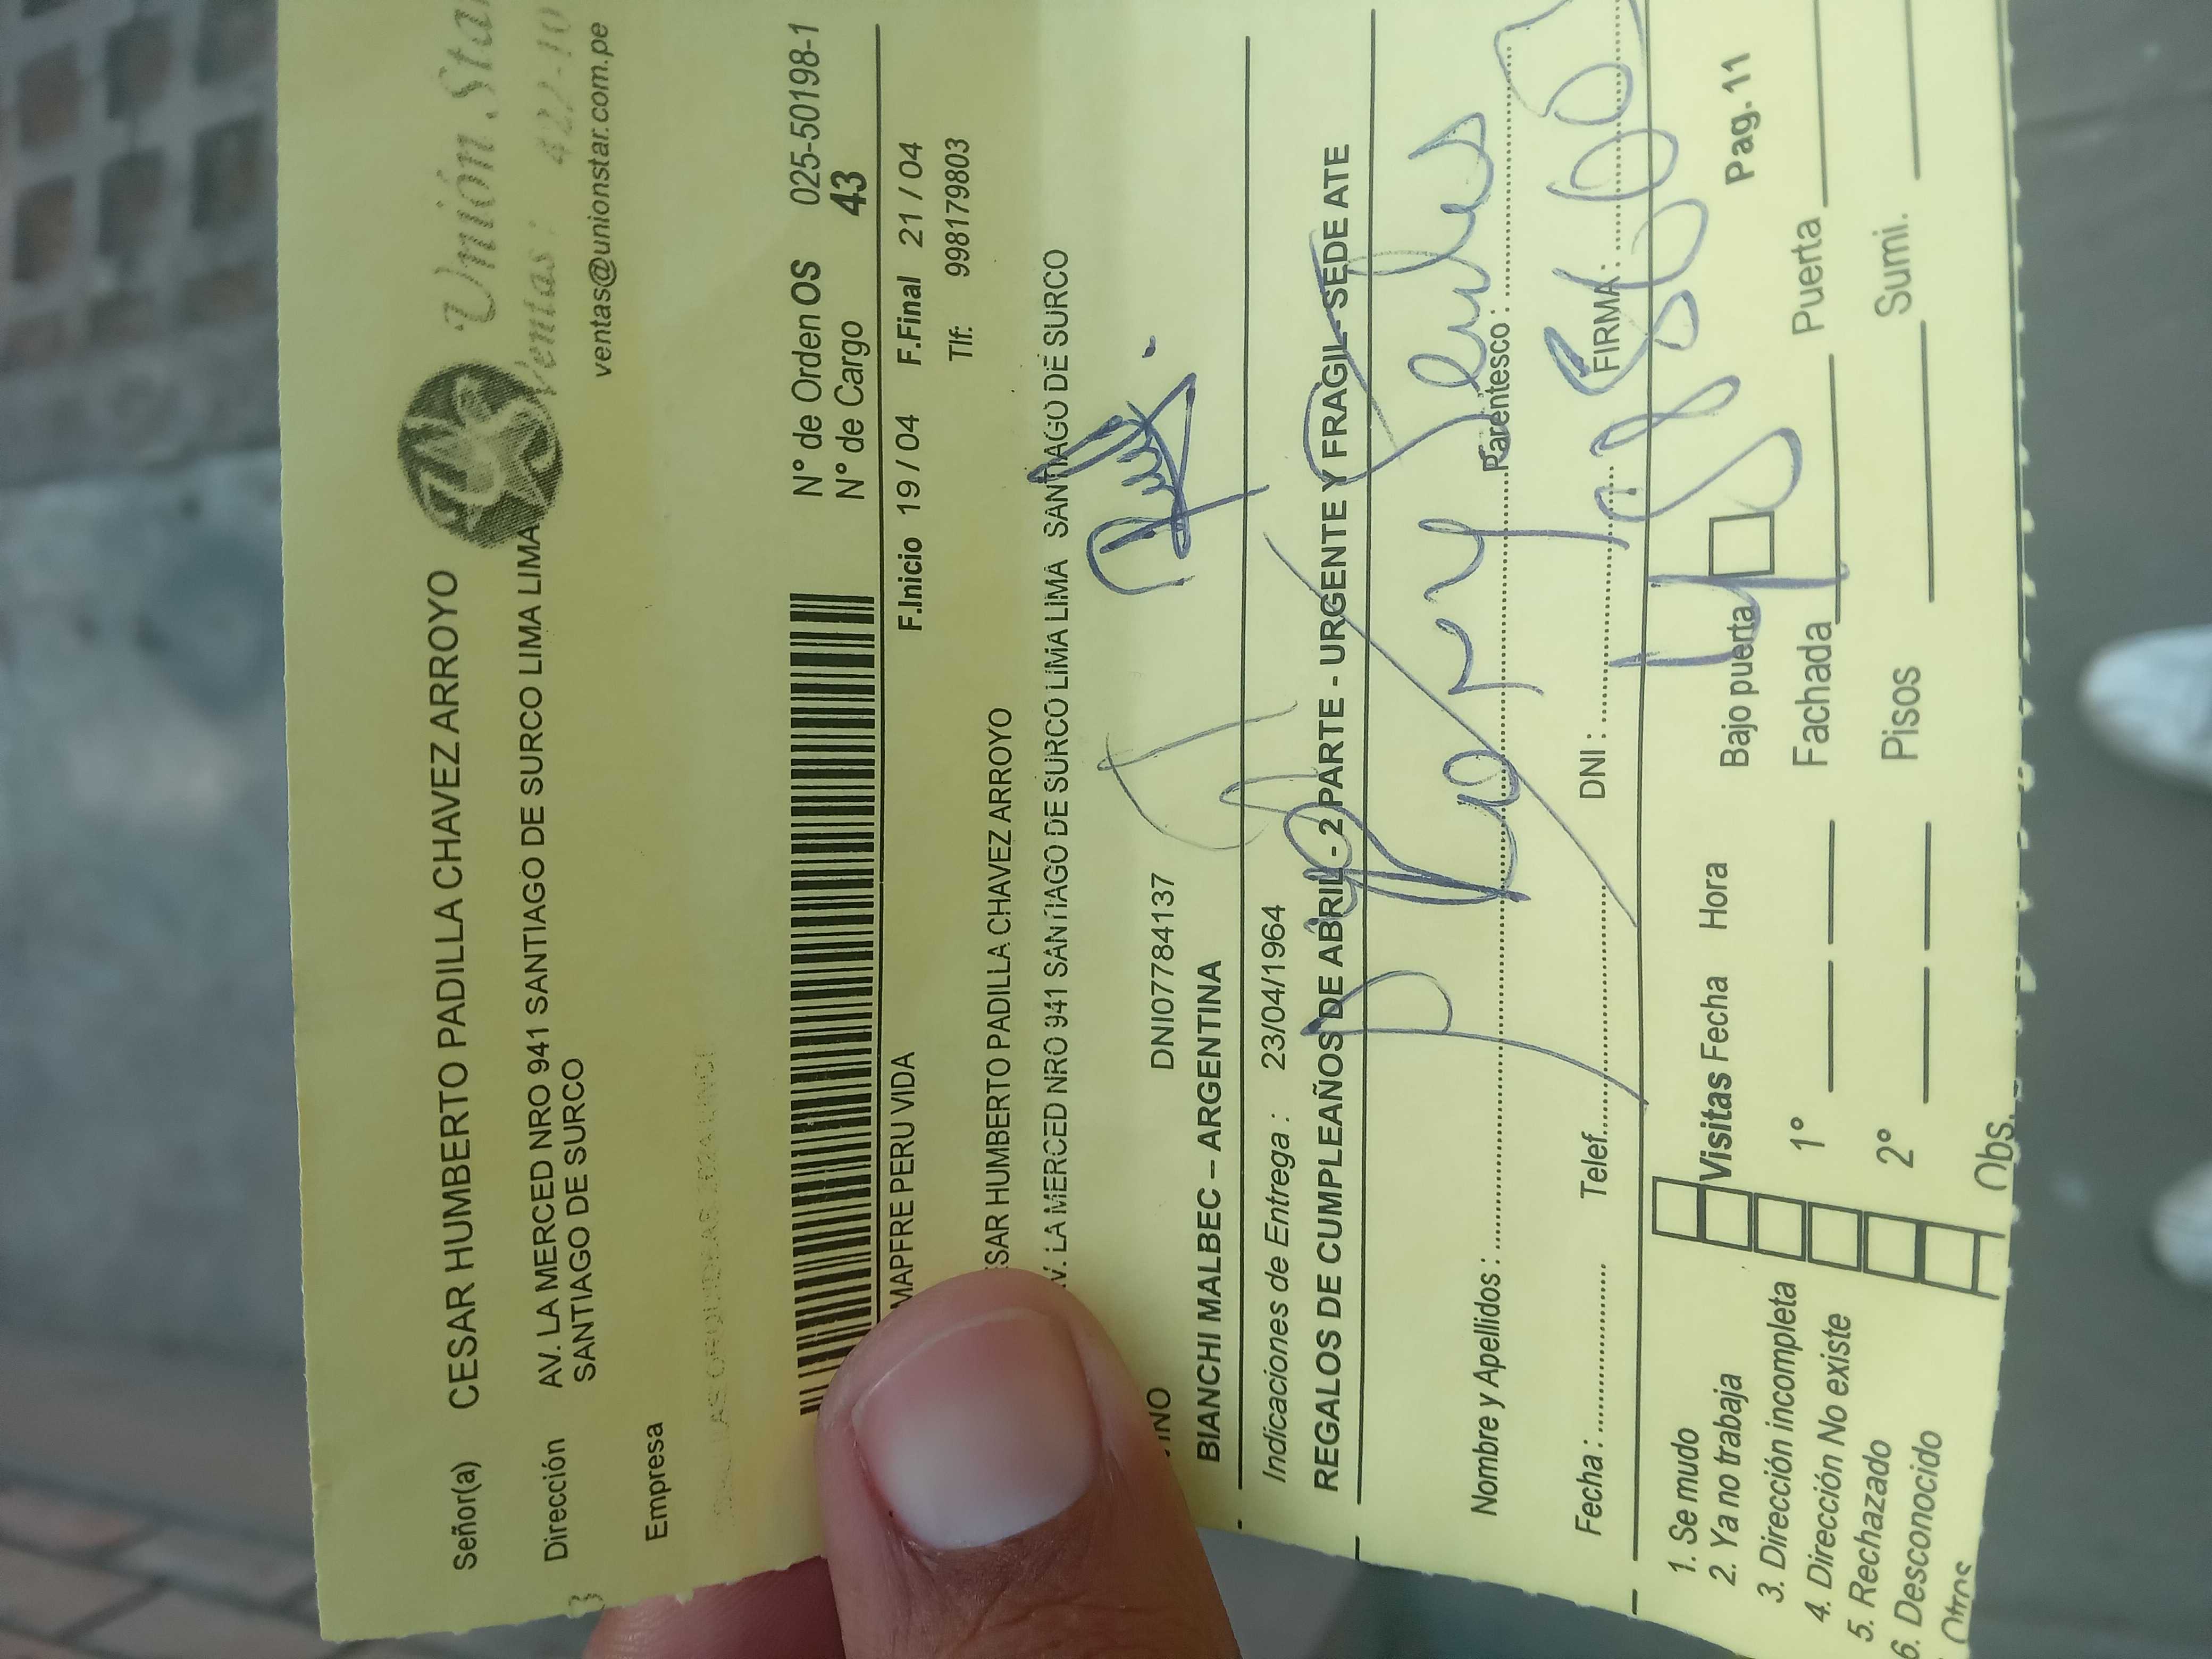 Unión Star
Ventas: 422-10
ventas@unionstar.com.pe
Señor(a) CESAR HUMBERTO PADILLA CHAVEZ ARROYO
Dirección AV. LA MERCED NRO 941 SANTIAGO DE SURCO LIMA LIMA
SANTIAGO DE SURCO
Empresa
N° de Orden OS 025-50198-1
N° de Cargo 43
MAPFRE PERU VIDA F.Inicio 19 / 04 F.Final 21 / 04
SAR HUMBERTO PADILLA CHAVEZ ARROYO Tlf: 998179803
V. LA MERCED NRO 941 SANTIAGO DE SURCO LIMA LIMA SANTIAGO DE SURCO
DNI07784137
BIANCHI MALBEC – ARGENTINA
Indicaciones de Entrega : 23/04/1964
REGALOS DE CUMPLEAÑOS DE ABRIL - 2 PARTE - URGENTE Y FRAGIL-SEDE ATE
Nombre y Apellidos : Parentesco :
Fecha : Telef. DNI : FIRMA :
1. Se mudo
2. Ya no trabaja
3. Dirección incompleta
4. Dirección No existe
5. Rechazado
6. Desconocido
Otros
Visitas Fecha Hora Bajo puerta Pag. 11
1° Fachada Puerta
2° Pisos Sumi.
Obs.